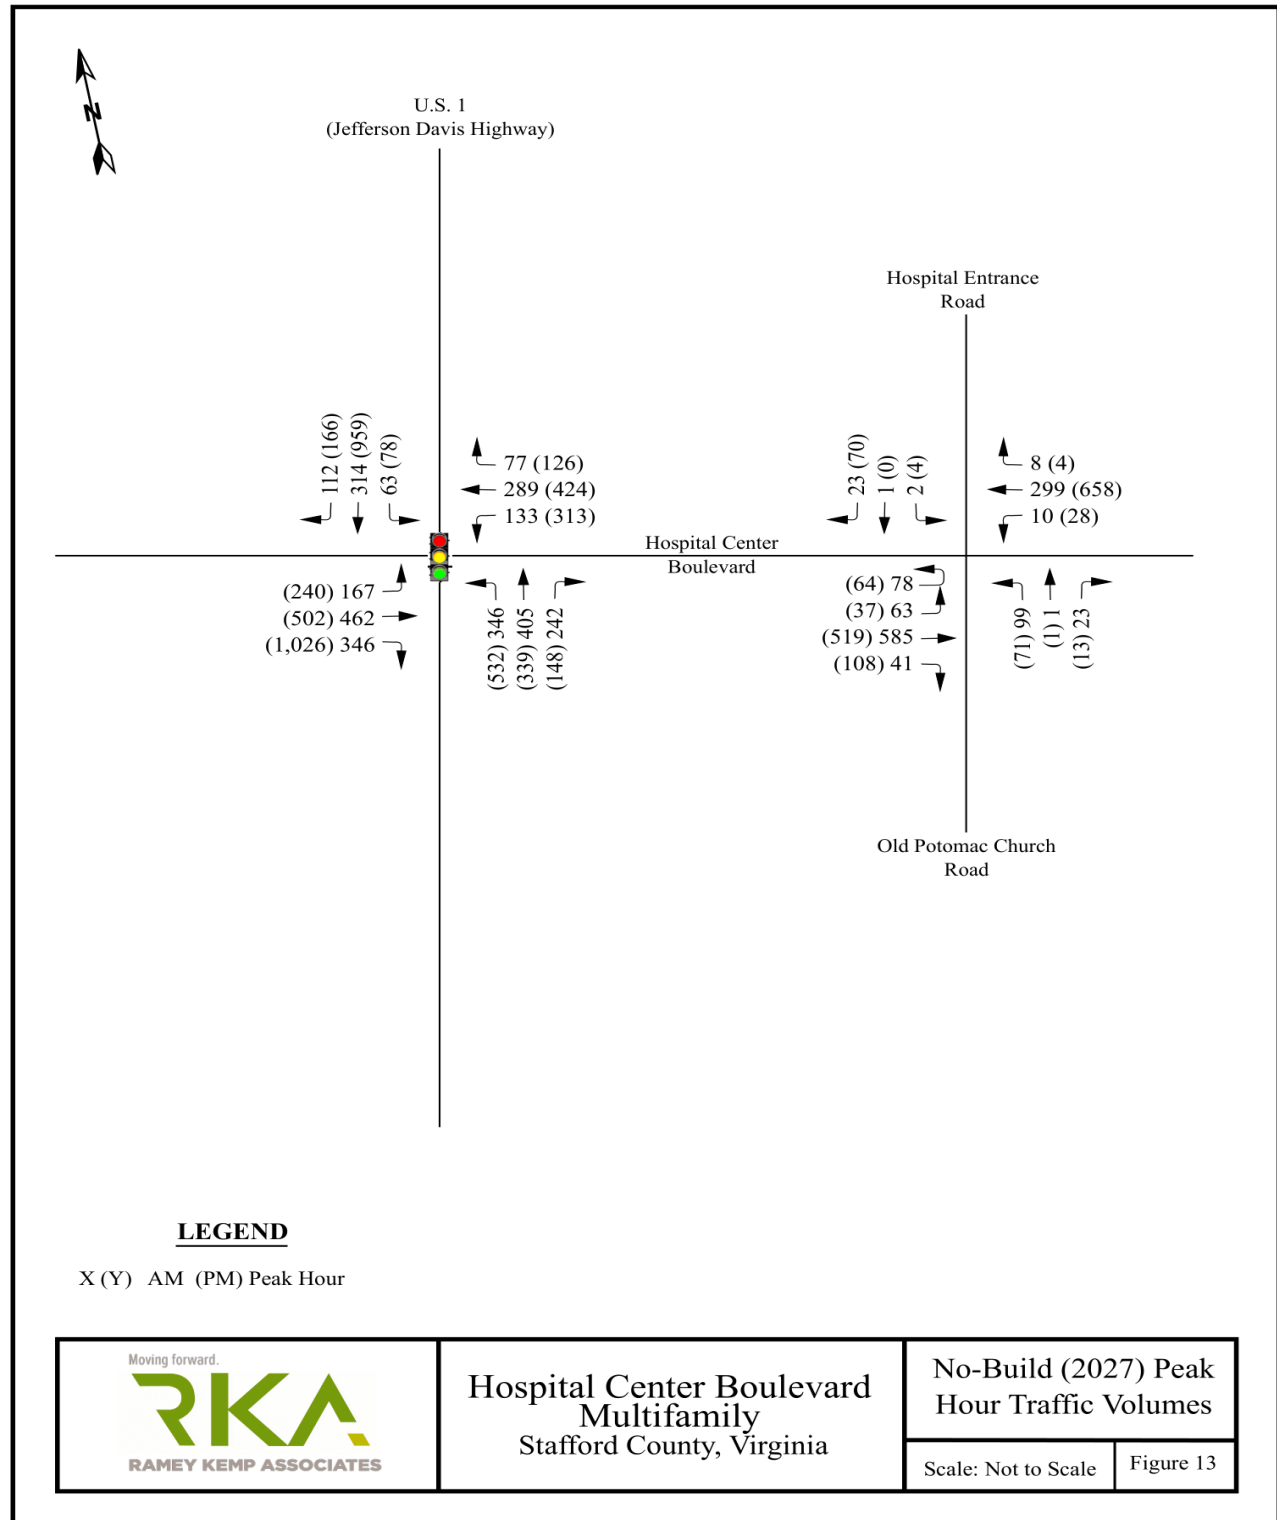 N
U.S. 1
(Jefferson Davis Highway)
Hospital Entrance
Road
112 (166)
314 (959)
63 (78)
77 (126)
289 (424)
133 (313)
23 (70)
1 (0)
2 (4)
8 (4)
299 (658)
10 (28)
Hospital Center
Boulevard
(240) 167
(502) 462
(1,026) 346
(532) 346
(339) 405
(148) 242
(64) 78
(37) 63
(519) 585
(108) 41
(71) 99
(1) 1
(13) 23
Old Potomac Church
Road
LEGEND
X (Y) AM (PM) Peak Hour
Moving forward.
RKA
RAMEY KEMP ASSOCIATES
Hospital Center Boulevard
Multifamily
Stafford County, Virginia
No-Build (2027) Peak
Hour Traffic Volumes
Scale: Not to Scale
Figure 13